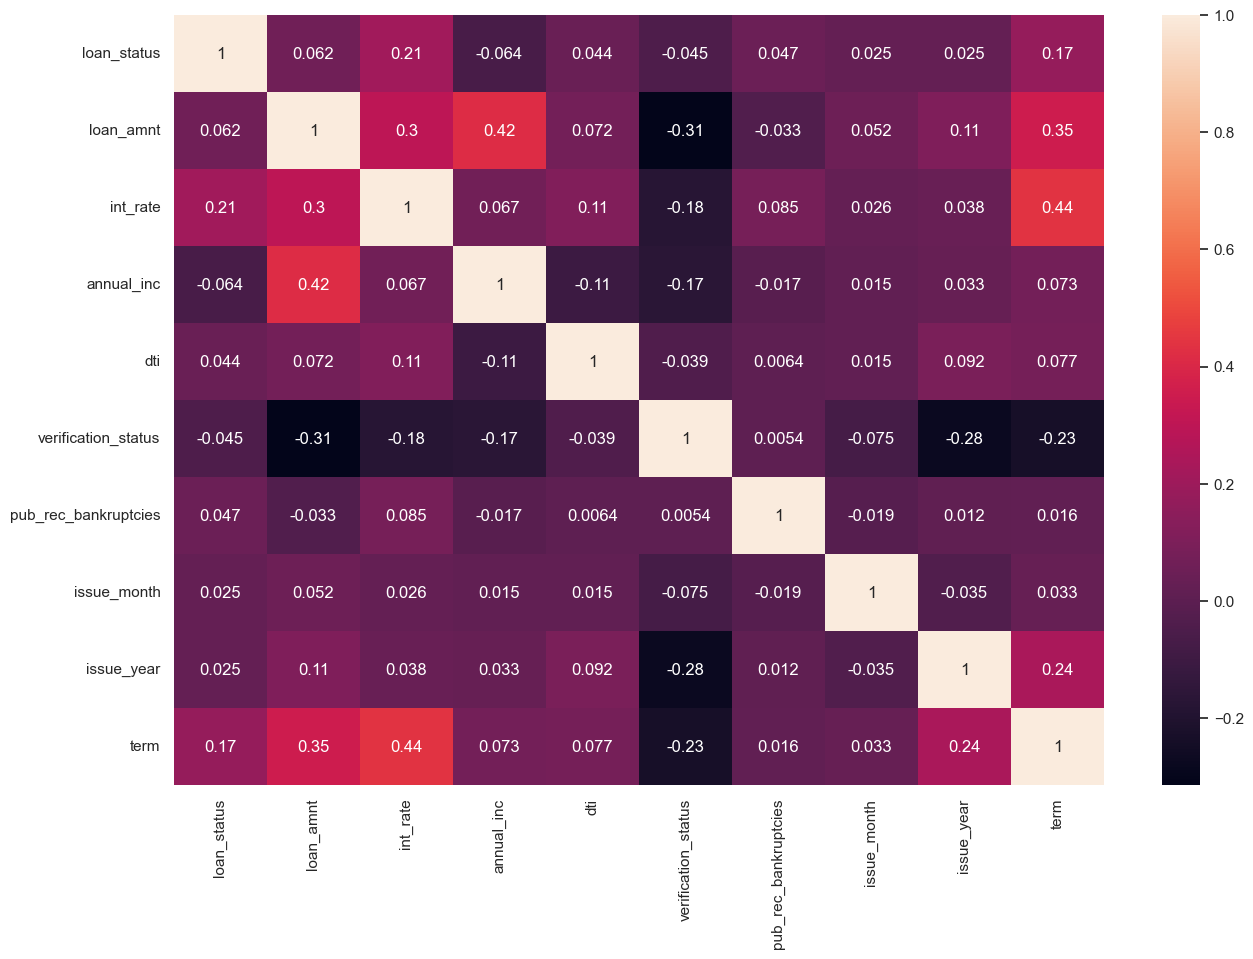 loan_status 1 0.062 0.21 -0.064 0.044 -0.045 0.047 0.025 0.025 0.17
loan_amnt 0.062 1 0.3 0.42 0.072 -0.31 -0.033 0.052 0.11 0.35
int_rate 0.21 0.3 1 0.067 0.11 -0.18 0.085 0.026 0.038 0.44
annual_inc -0.064 0.42 0.067 1 -0.11 -0.17 -0.017 0.015 0.033 0.073
dti 0.044 0.072 0.11 -0.11 1 -0.039 0.0064 0.015 0.092 0.077
verification_status -0.045 -0.31 -0.18 -0.17 -0.039 1 0.0054 -0.075 -0.28 -0.23
pub_rec_bankruptcies 0.047 -0.033 0.085 -0.017 0.0064 0.0054 1 -0.019 0.012 0.016
issue_month 0.025 0.052 0.026 0.015 0.015 -0.075 -0.019 1 -0.035 0.033
issue_year 0.025 0.11 0.038 0.033 0.092 -0.28 0.012 -0.035 1 0.24
term 0.17 0.35 0.44 0.073 0.077 -0.23 0.016 0.033 0.24 1
loan_status
loan_amnt
int_rate
annual_inc
dti
verification_status
pub_rec_bankruptcies
issue_month
issue_year
term
1.0
0.8
0.6
0.4
0.2
0.0
−0.2